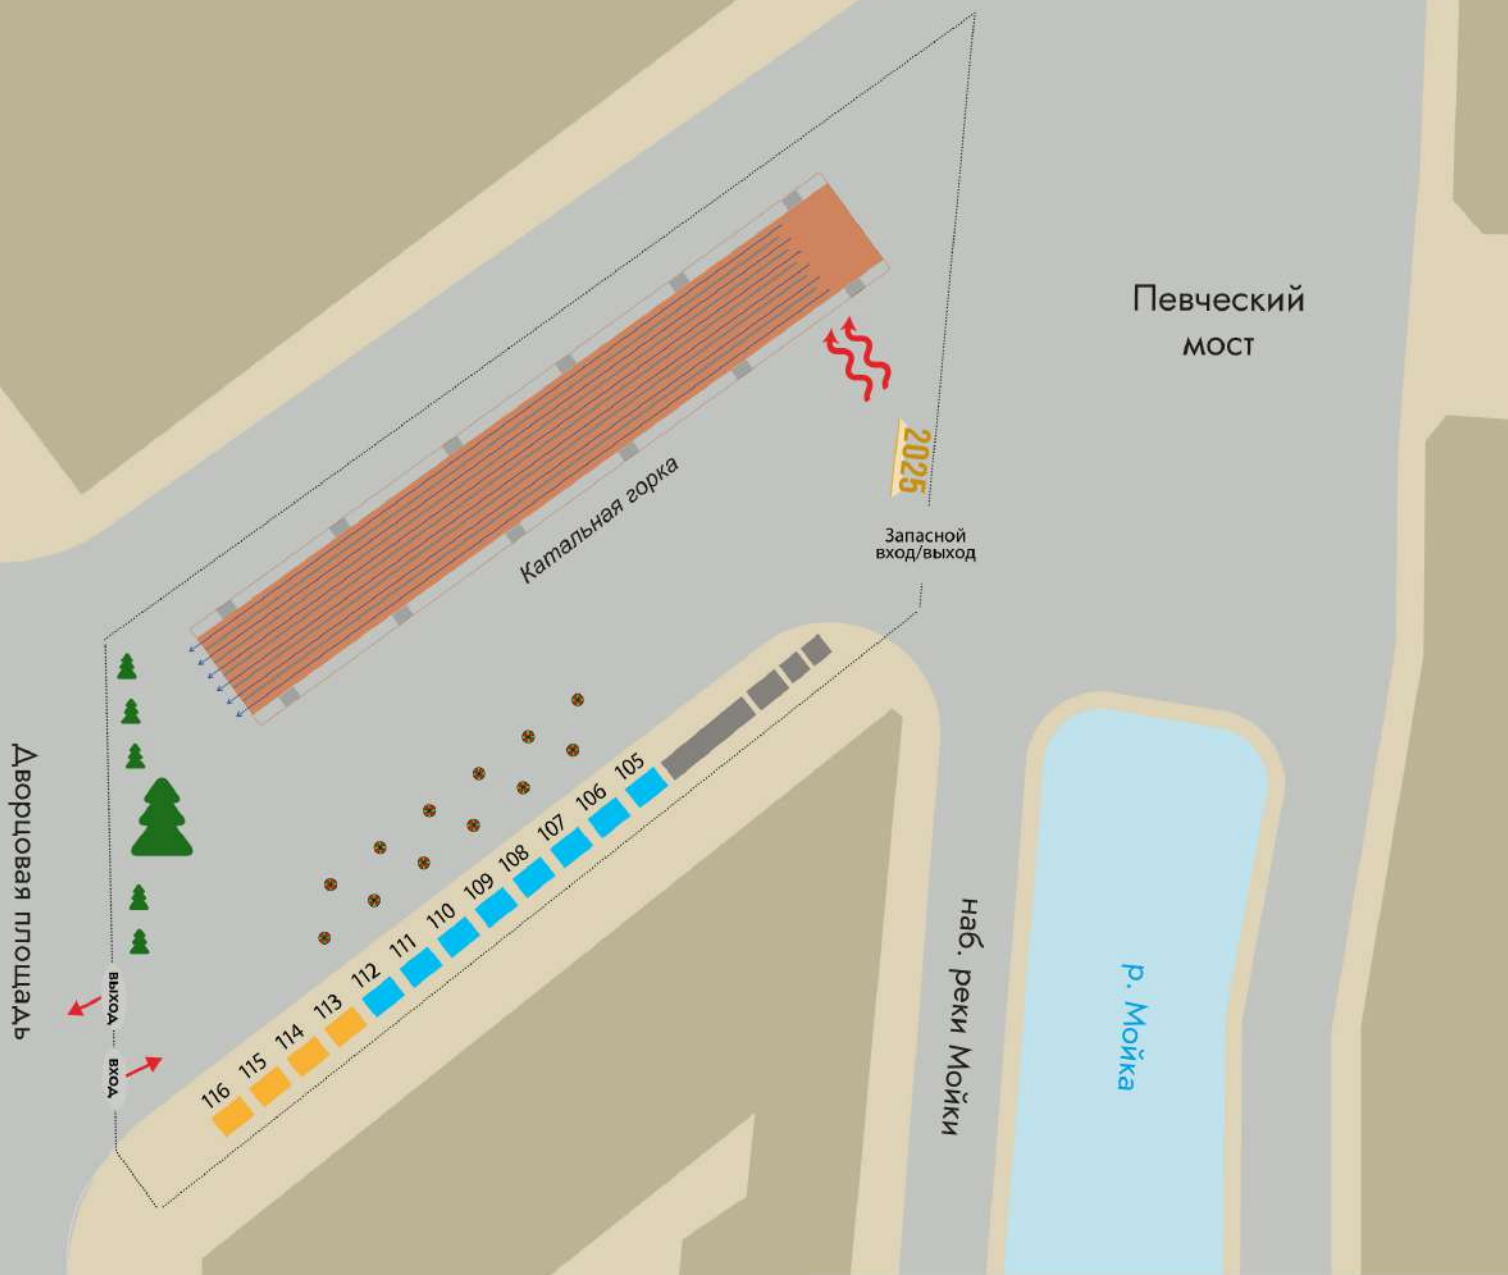 Певческий
мост
2025
Катальная горка
Запасной
вход/выход
105
106
107
108
109
110
111
112
113
114
115
116
Дворцовая площадь
выход
вход
наб. реки Мойки
р. Мойка